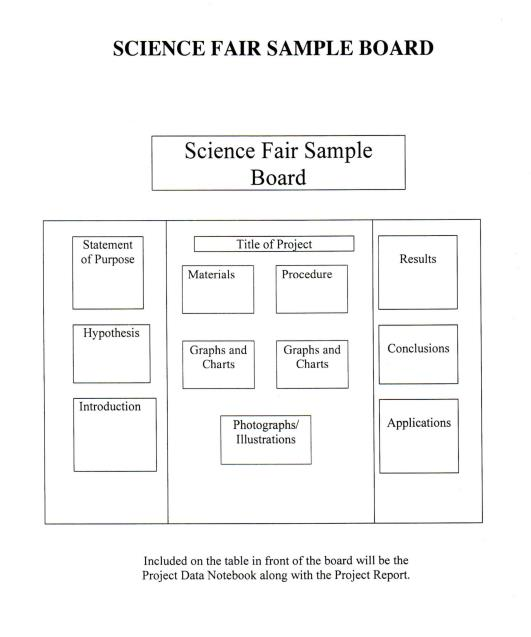 SCIENCE FAIR SAMPLE BOARD
Science Fair Sample
Board
Statement
of Purpose
Hypothesis
Introduction
Title of Project
Materials
Procedure
Graphs and
Charts
Graphs and
Charts
Photographs/
Illustrations
Results
Conclusions
Applications
Included on the table in front of the board will be the
Project Data Notebook along with the Project Report.